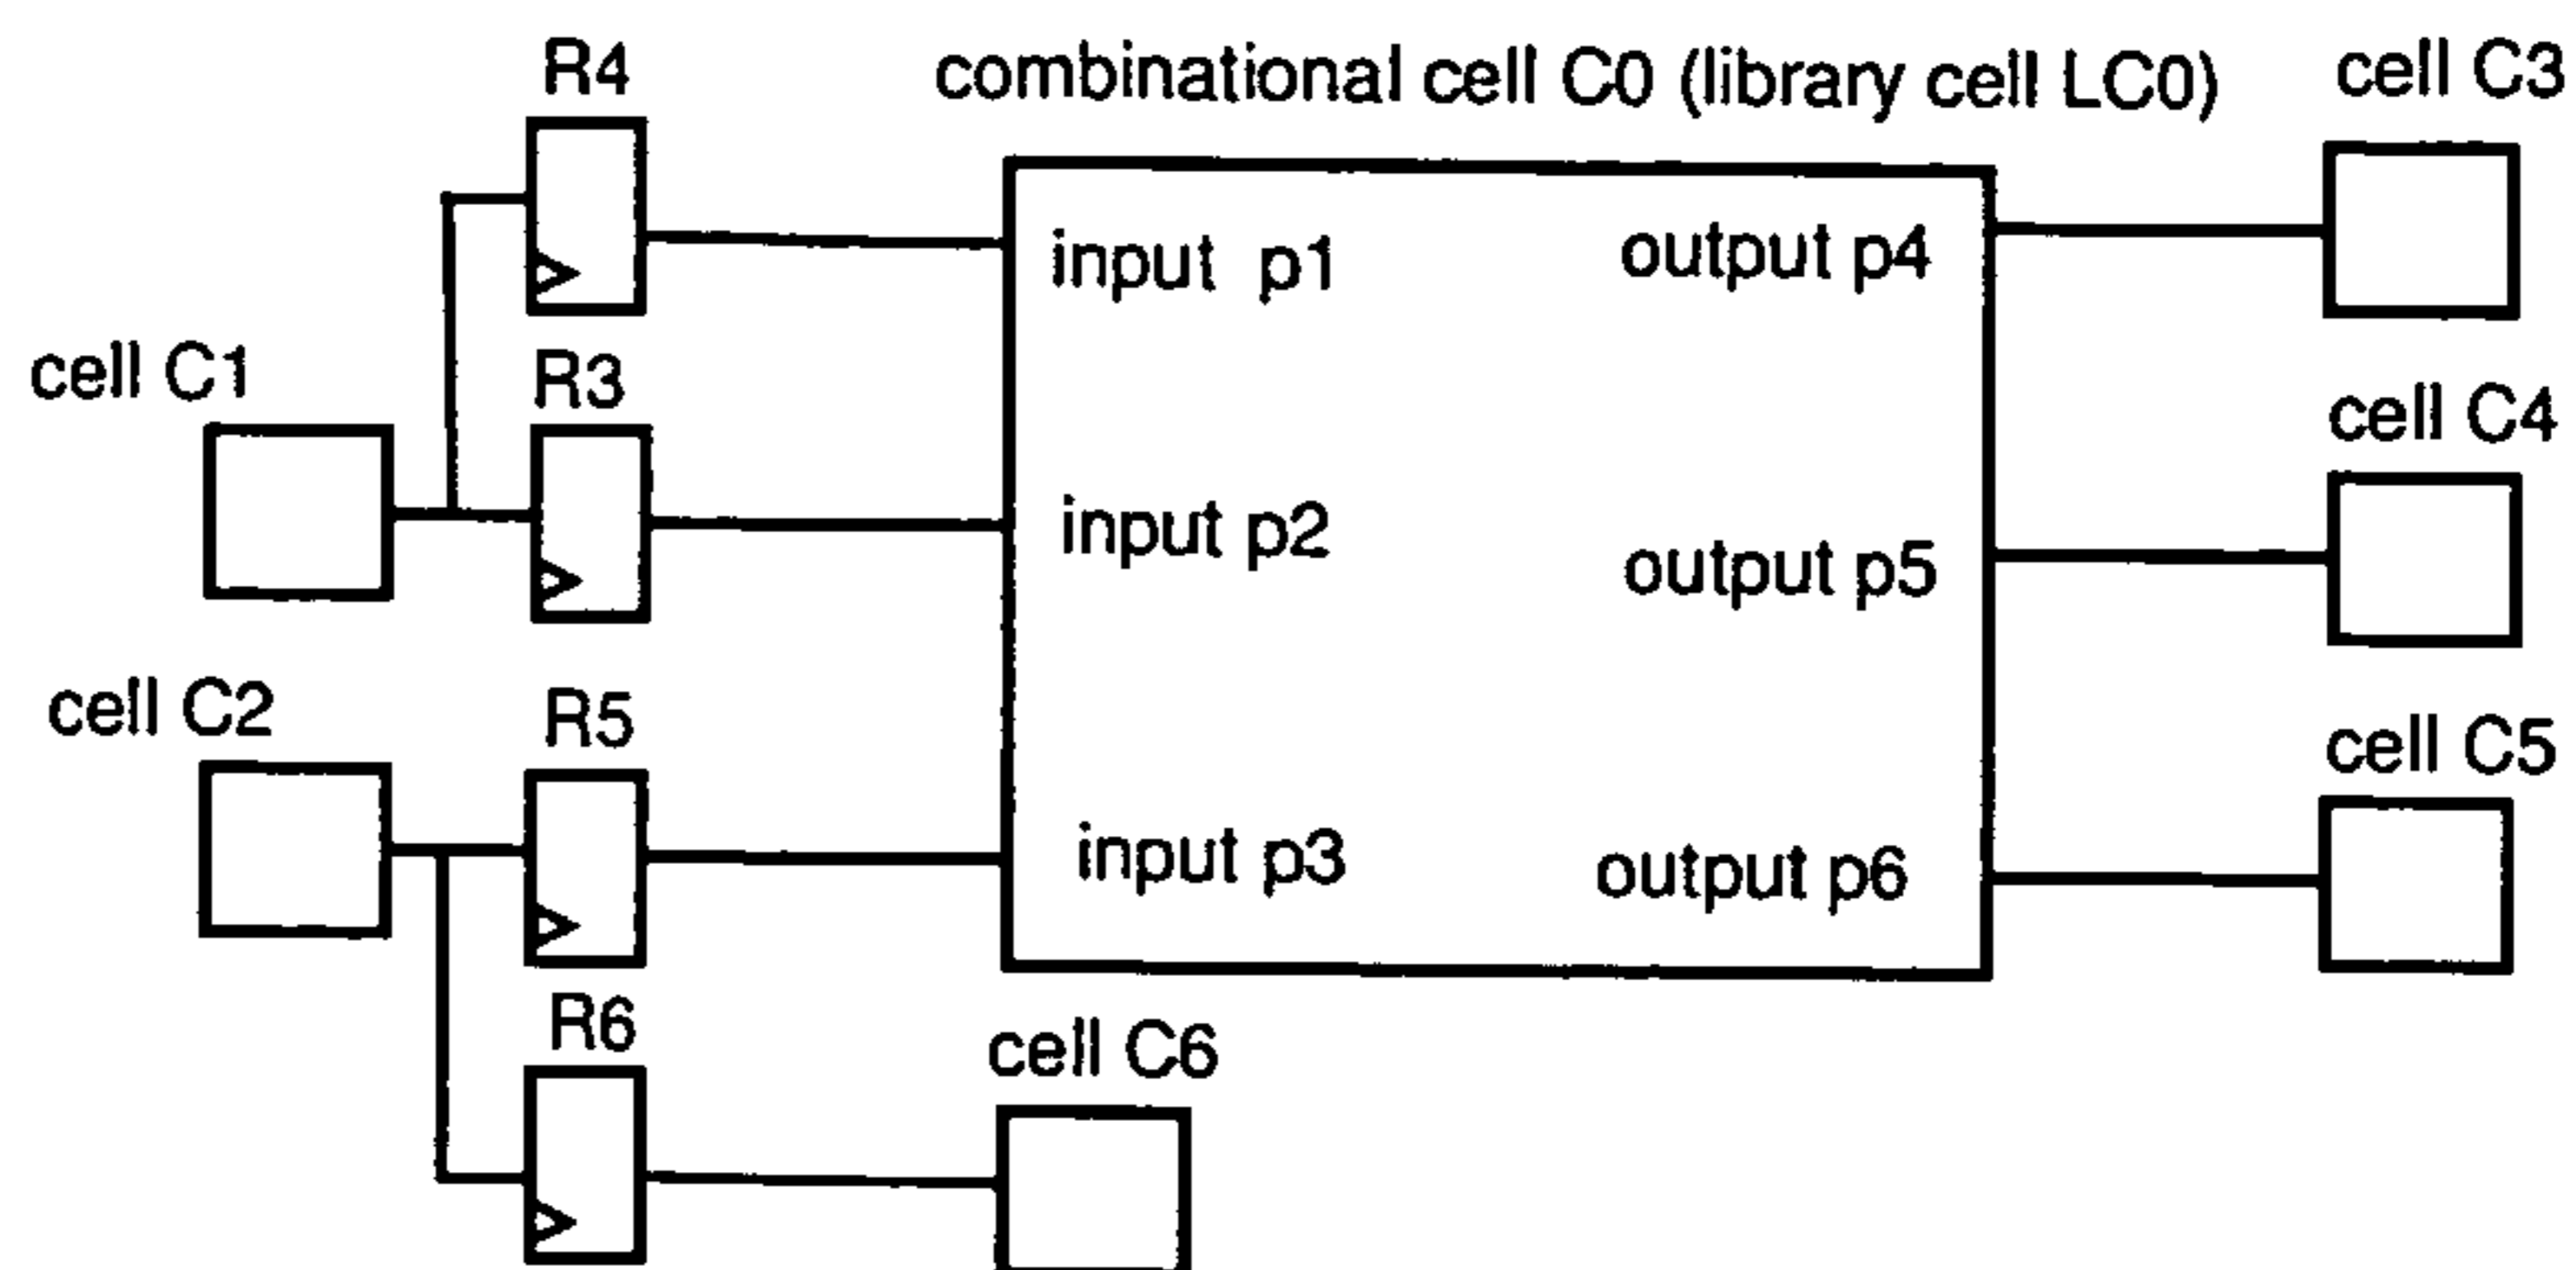 R4
combinational cell C0 (library cell LC0)
cell C3
input p1
output p4
cell C1
R3
cell C4
input p2
output p5
cell C2
R5
cell C5
input p3
output p6
R6
cell C6